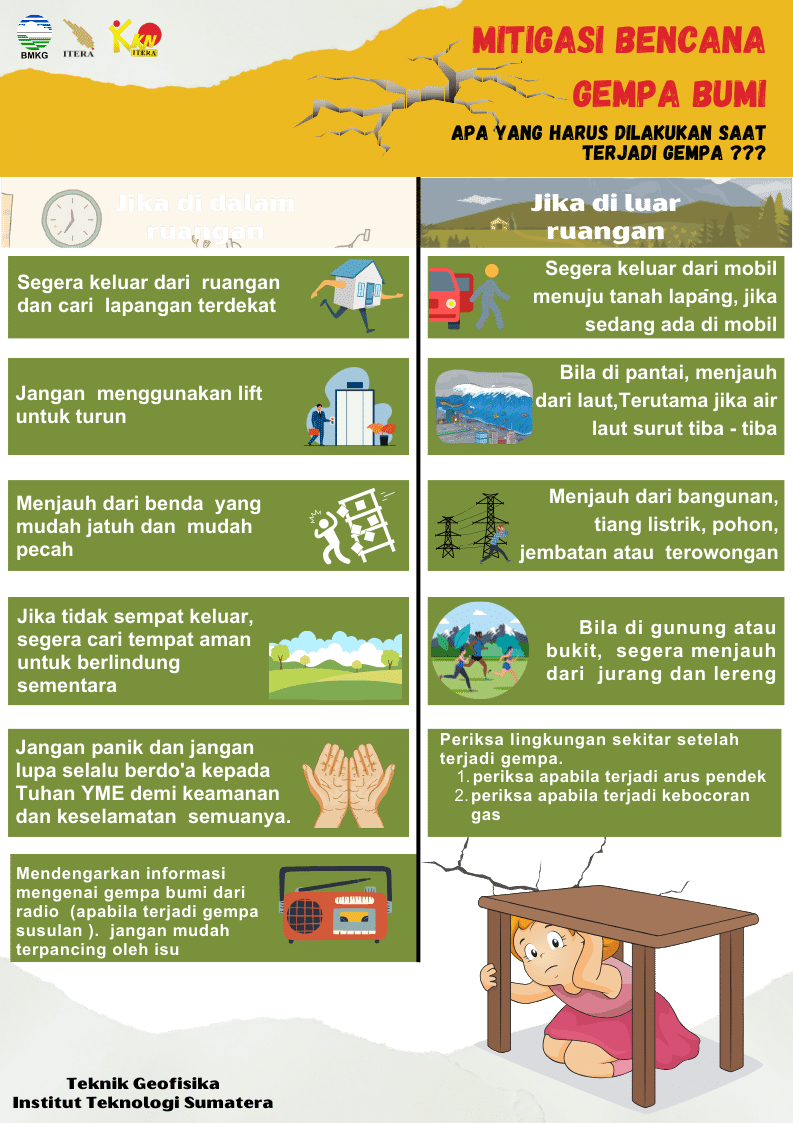 BMKG
ITERA
KKN
ITERA
MITIGASI BENCANA
GEMPA BUMI
APA YANG HARUS DILAKUKAN SAAT
TERJADI GEMPA ???
Jika di dalam
ruangan
Segera keluar dari ruangan
dan cari lapangan terdekat
Jangan menggunakan lift
untuk turun
Menjauh dari benda yang
mudah jatuh dan mudah
pecah
Jika tidak sempat keluar,
segera cari tempat aman
untuk berlindung
sementara
Jangan panik dan jangan
lupa selalu berdo'a kepada
Tuhan YME demi keamanan
dan keselamatan semuanya.
Mendengarkan informasi
mengenai gempa bumi dari
radio (apabila terjadi gempa
susulan ). jangan mudah
terpancing oleh isu
Jika di luar
ruangan
Segera keluar dari mobil
menuju tanah lapang, jika
sedang ada di mobil
Bila di pantai, menjauh
dari laut,Terutama jika air
laut surut tiba - tiba
Menjauh dari bangunan,
tiang listrik, pohon,
jembatan atau terowongan
Bila di gunung atau
bukit, segera menjauh
dari jurang dan lereng
Periksa lingkungan sekitar setelah
terjadi gempa.
1. periksa apabila terjadi arus pendek
2. periksa apabila terjadi kebocoran
gas
Teknik Geofisika
Institut Teknologi Sumatera